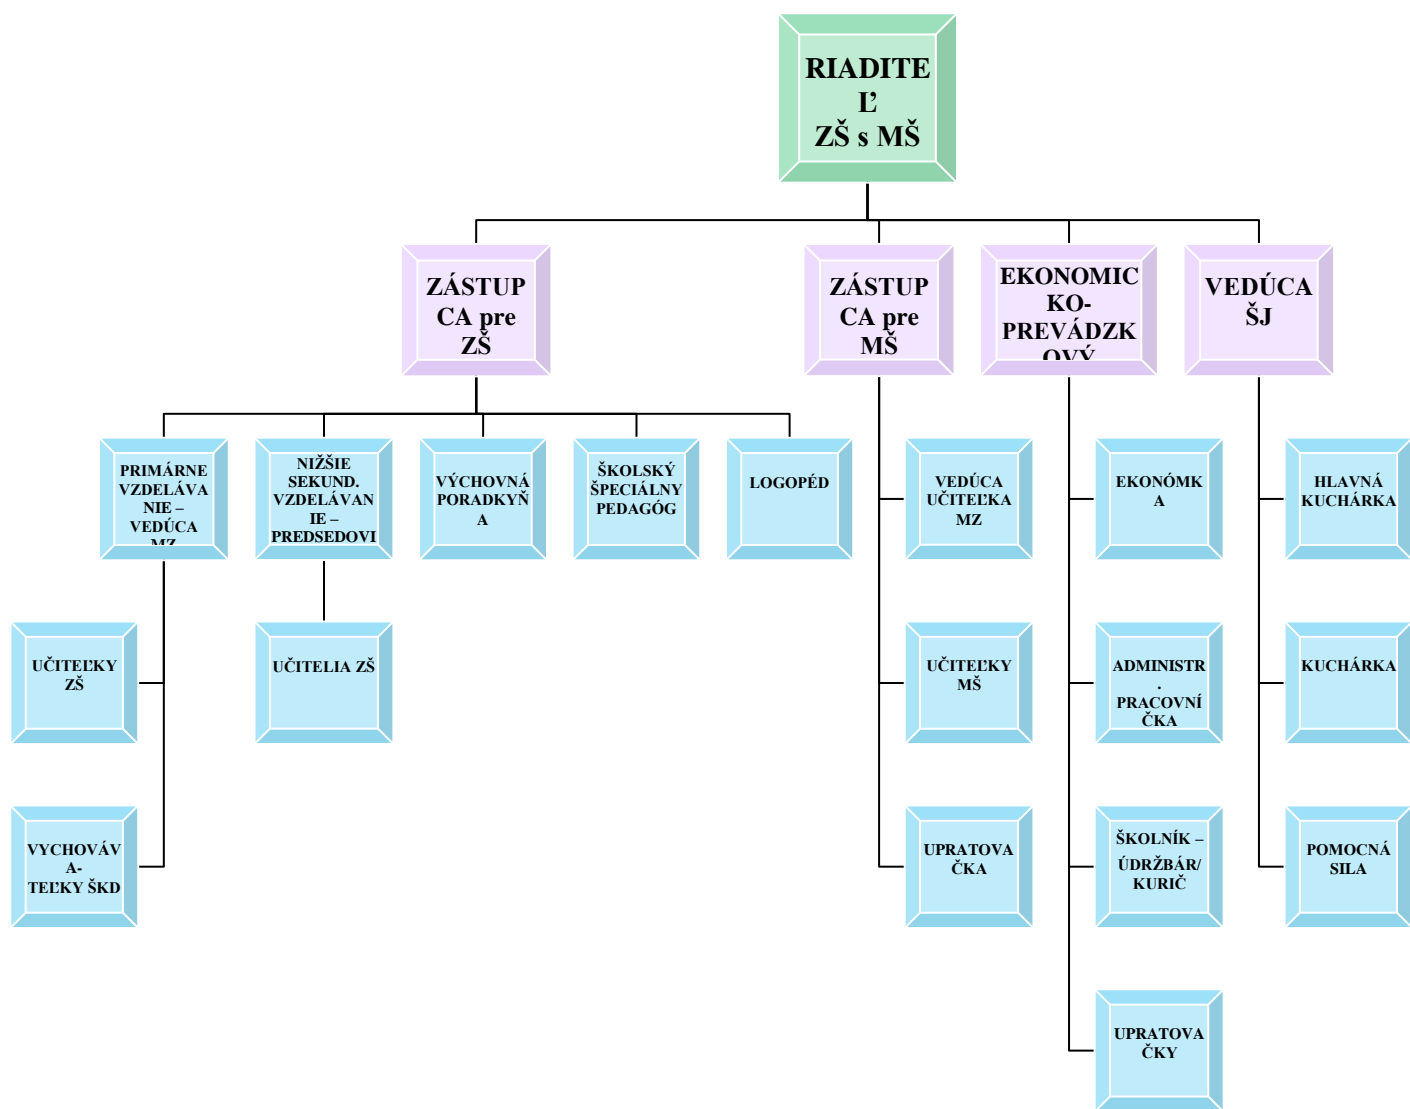 RIADITE
Ľ
ZŠ s MŠ
ZÁSTUP
CA pre
ZŠ
ZÁSTUP
CA pre
MŠ
EKONOMIC
KO-
PREVÁDZK
OVÝ
VEDÚCA
ŠJ
PRIMÁRNE
VZDELÁVA
NIE –
VEDÚCA
MZ
NIŽŠIE
SEKUND.
VZDELÁVAN
IE –
PREDSEDOVI
VÝCHOVNÁ
PORADKYŇ
A
ŠKOLSKÝ
ŠPECIÁLNY
PEDAGÓG
LOGOPÉD
VEDÚCA
UČITEĽKA
MZ
EKONÓMK
A
HLAVNÁ
KUCHÁRKA
UČITEĽKY
ZŠ
UČITELIA ZŠ
UČITEĽKY
MŠ
ADMINISTR
.
PRACOVNÍ
ČKA
KUCHÁRKA
VYCHOVÁV
A-
TEĽKY ŠKD
UPRATOVA
ČKA
ŠKOLNÍK –
ÚDRŽBÁR/
KURIČ
POMOCNÁ
SILA
UPRATOVA
ČKY